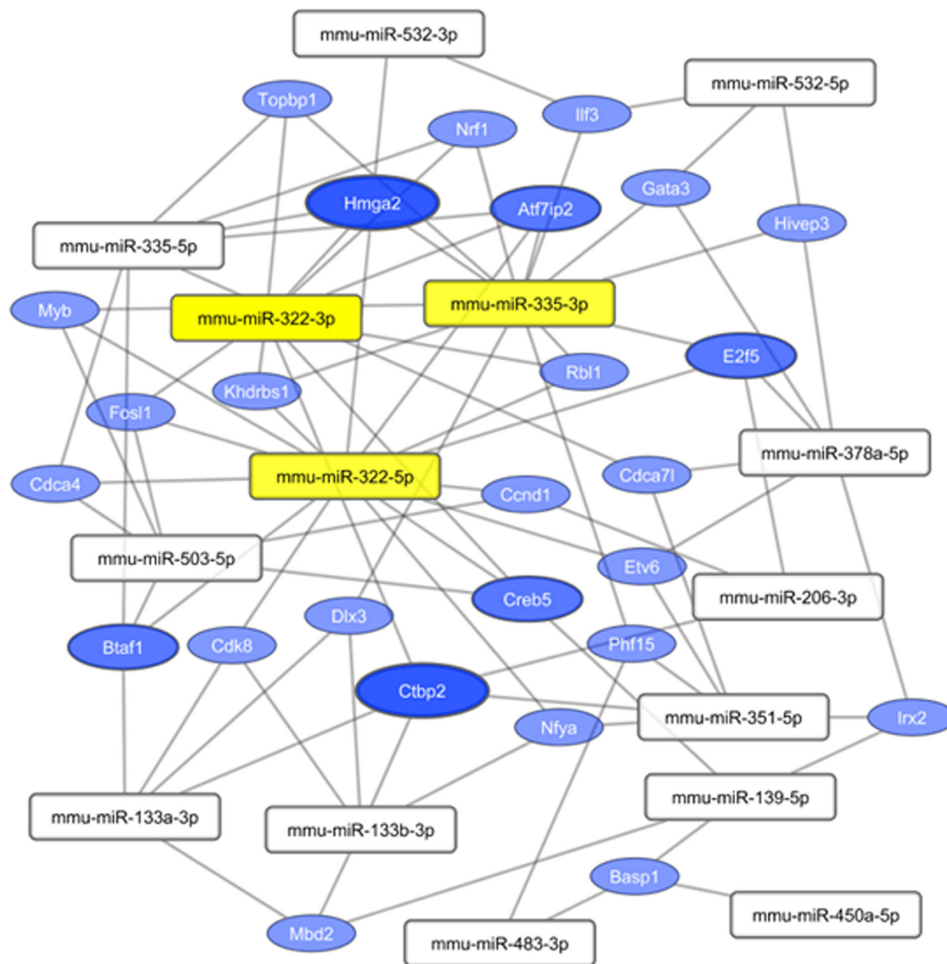 mmu-miR-532-3p
mmu-miR-532-5p
Topbp1
Ilf3
Nrf1
Gata3
Hmga2
Atf7ip2
Hivep3
mmu-miR-335-5p
mmu-miR-335-3p
Myb
mmu-miR-322-3p
E2f5
Rbl1
Khdrbs1
Fosl1
mmu-miR-378a-5p
mmu-miR-322-5p
Cdca7l
Cdca4
Ccnd1
mmu-miR-503-5p
Etv6
Creb5
mmu-miR-206-3p
Dlx3
Btaf1
Cdk8
Phf15
Ctbp2
mmu-miR-351-5p
Irx2
Nfya
mmu-miR-139-5p
mmu-miR-133a-3p
mmu-miR-133b-3p
Basp1
mmu-miR-450a-5p
Mbd2
mmu-miR-483-3p